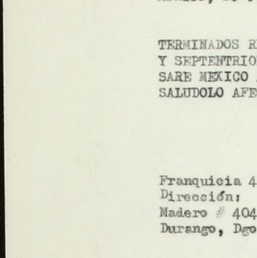 TERMINADOS R
Y SEPTENTRIO
SARE MEXICO
SALUDOLO AFE
Franquicia 4
Dirección:
Madero # 404
Durango, Dgo